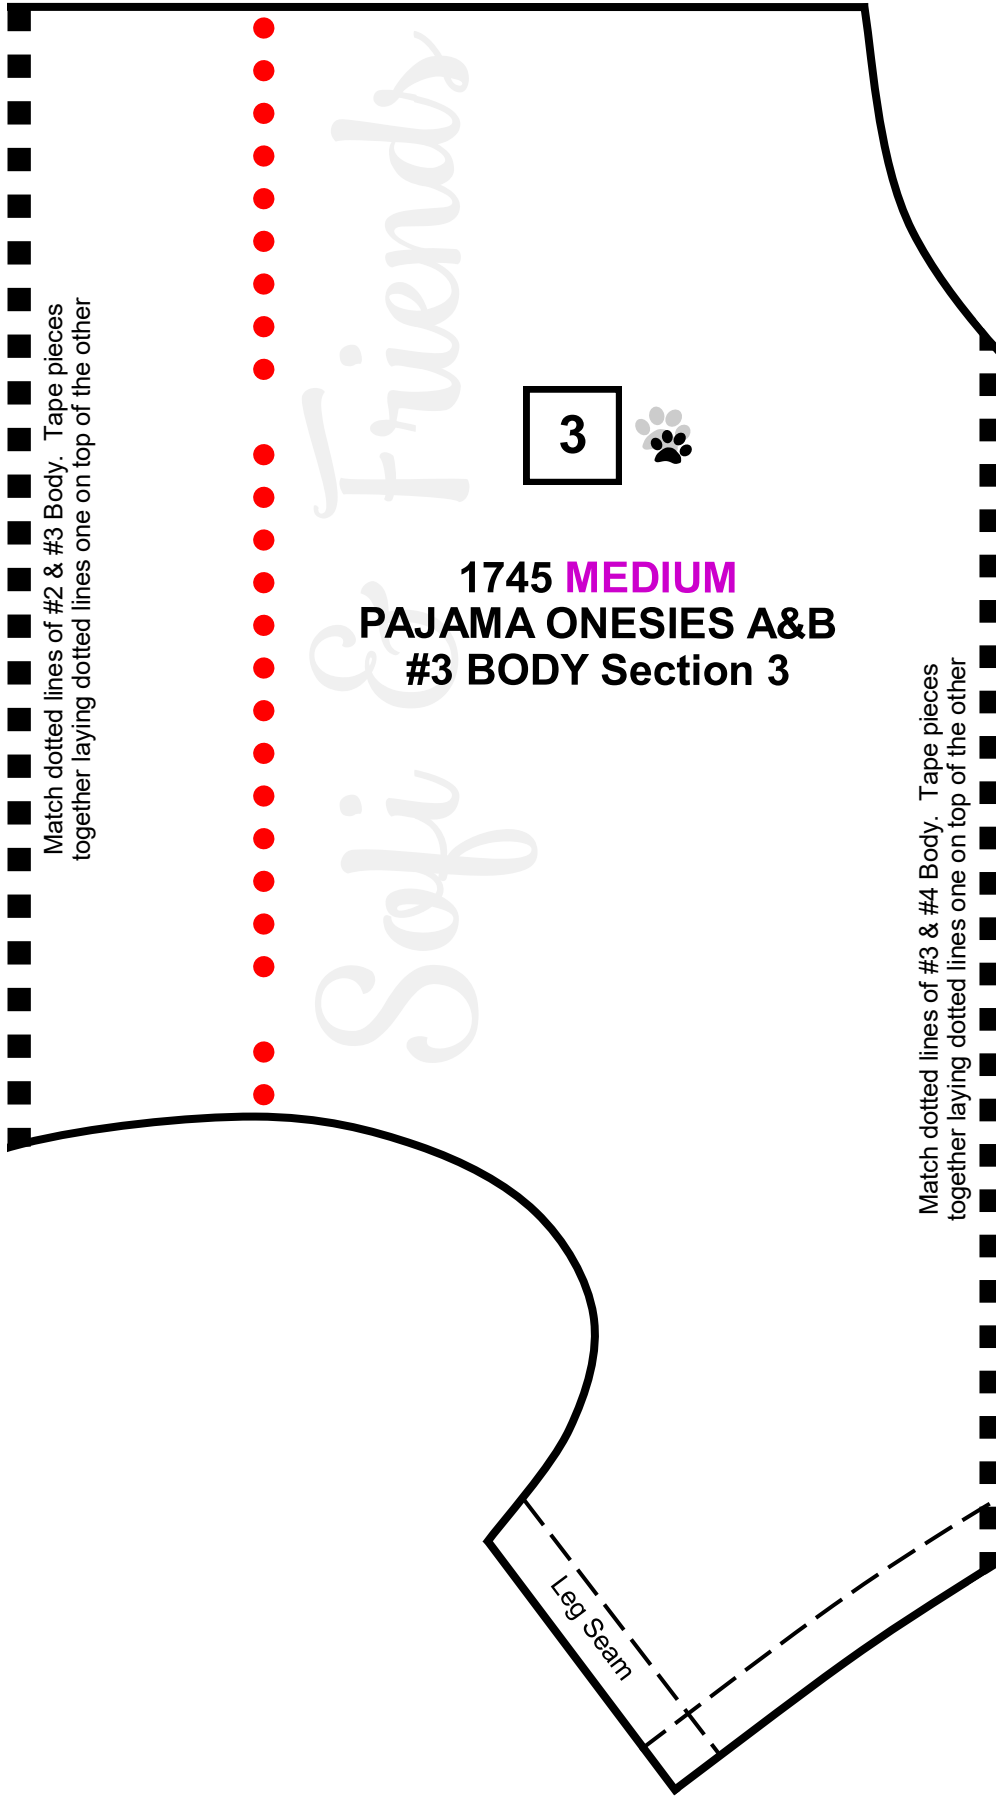 Match dotted lines of #2 & #3 Body. Tape pieces
together laying dotted lines one on top of the other
Sofi & Friends
3
1745 MEDIUM
PAJAMA ONESIES A&B
#3 BODY Section 3
Match dotted lines of #3 & #4 Body. Tape pieces
together laying dotted lines one on top of the other
Leg Seam